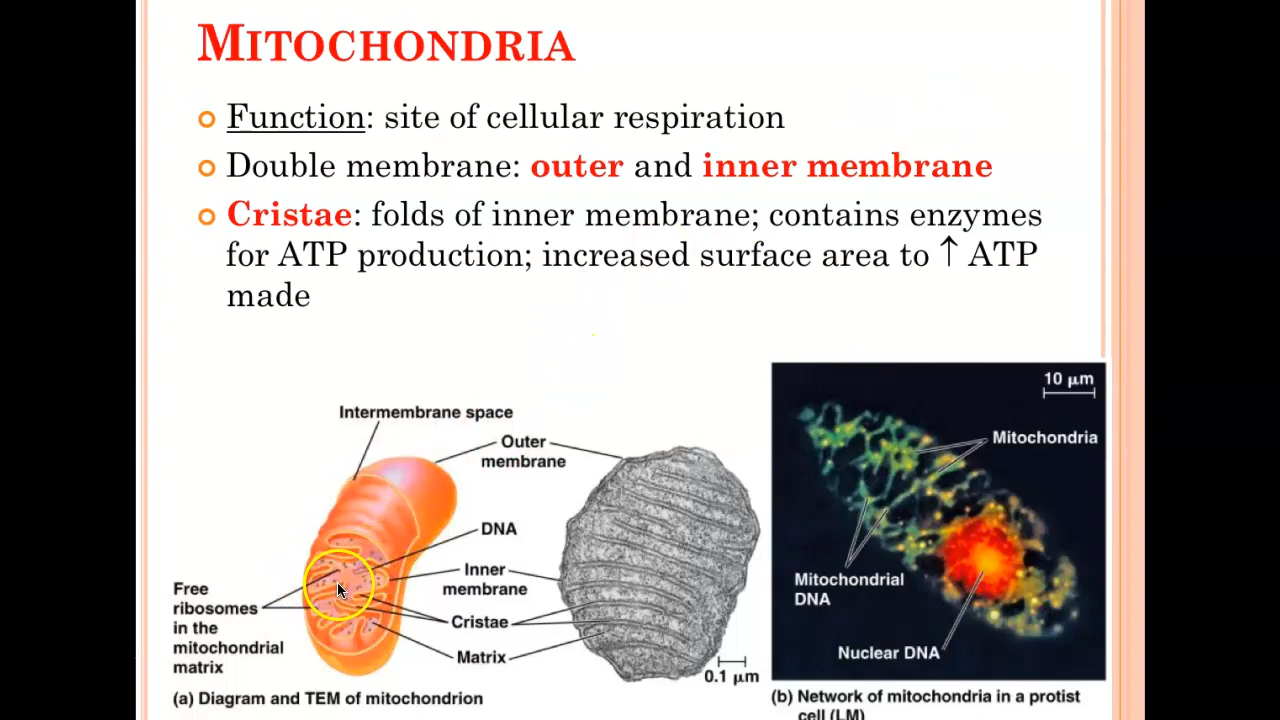 MITOCHONDRIA
Function: site of cellular respiration
Double membrane: outer and inner membrane
Cristae: folds of inner membrane; contains enzymes
for ATP production; increased surface area to ↑ ATP
made
Intermembrane space
Outer
membrane
DNA
Inner
membrane
Cristae
Matrix
Free
ribosomes
in the
mitochondrial
matrix
0.1 μm
(a) Diagram and TEM of mitochondrion
10 μm
Mitochondria
Mitochondrial
DNA
Nuclear DNA
(b) Network of mitochondria in a protist
cell (LM)